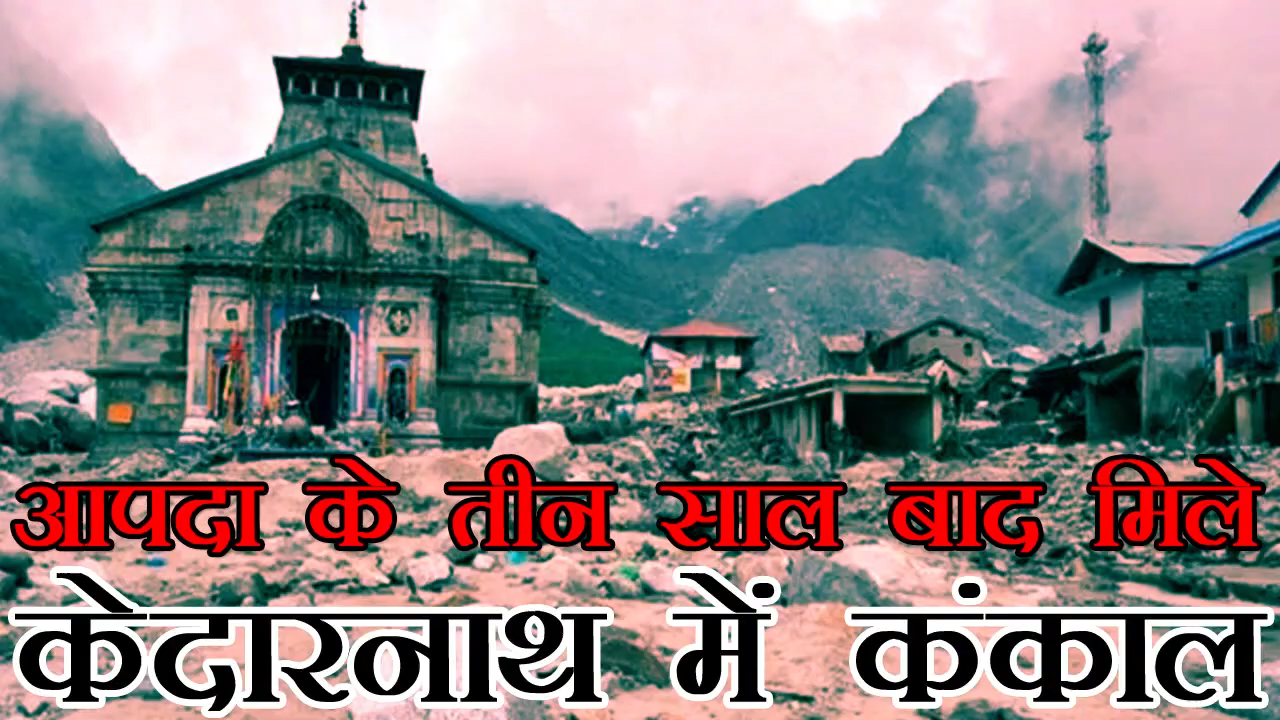 आपदा के तीन साल बाद मिले
केदारनाथ में कंकाल